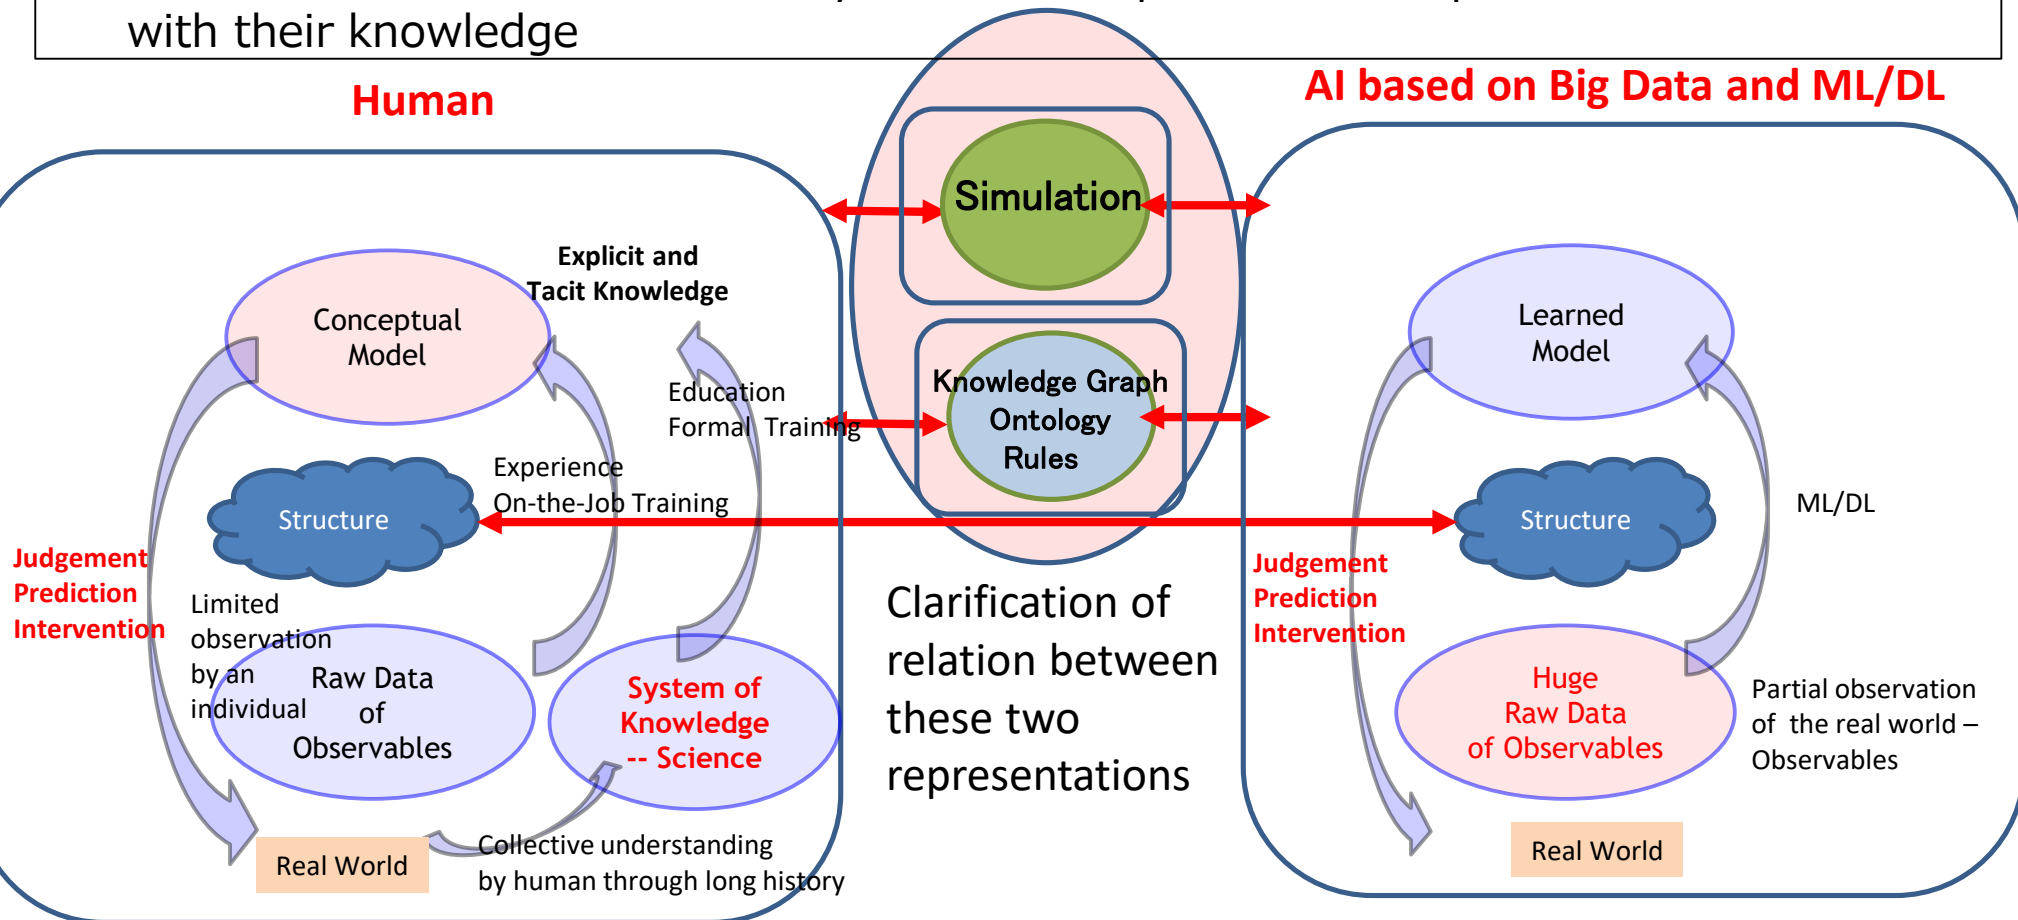 with their knowledge
Human
AI based on Big Data and ML/DL
Simulation
Explicit and
Tacit Knowledge
Conceptual
Model
Education
Formal Training
Knowledge Graph
Ontology
Rules
Learned
Model
Experience
On-the-Job Training
Structure
Structure
ML/DL
Judgement
Prediction
Intervention
Limited
observation
by an
individual
Raw Data
of
Observables
System of
Knowledge
-- Science
Clarification of
relation between
these two
representations
Judgement
Prediction
Intervention
Huge
Raw Data
of Observables
Partial observation
of the real world –
Observables
Real World
Collective understanding
by human through long history
Real World